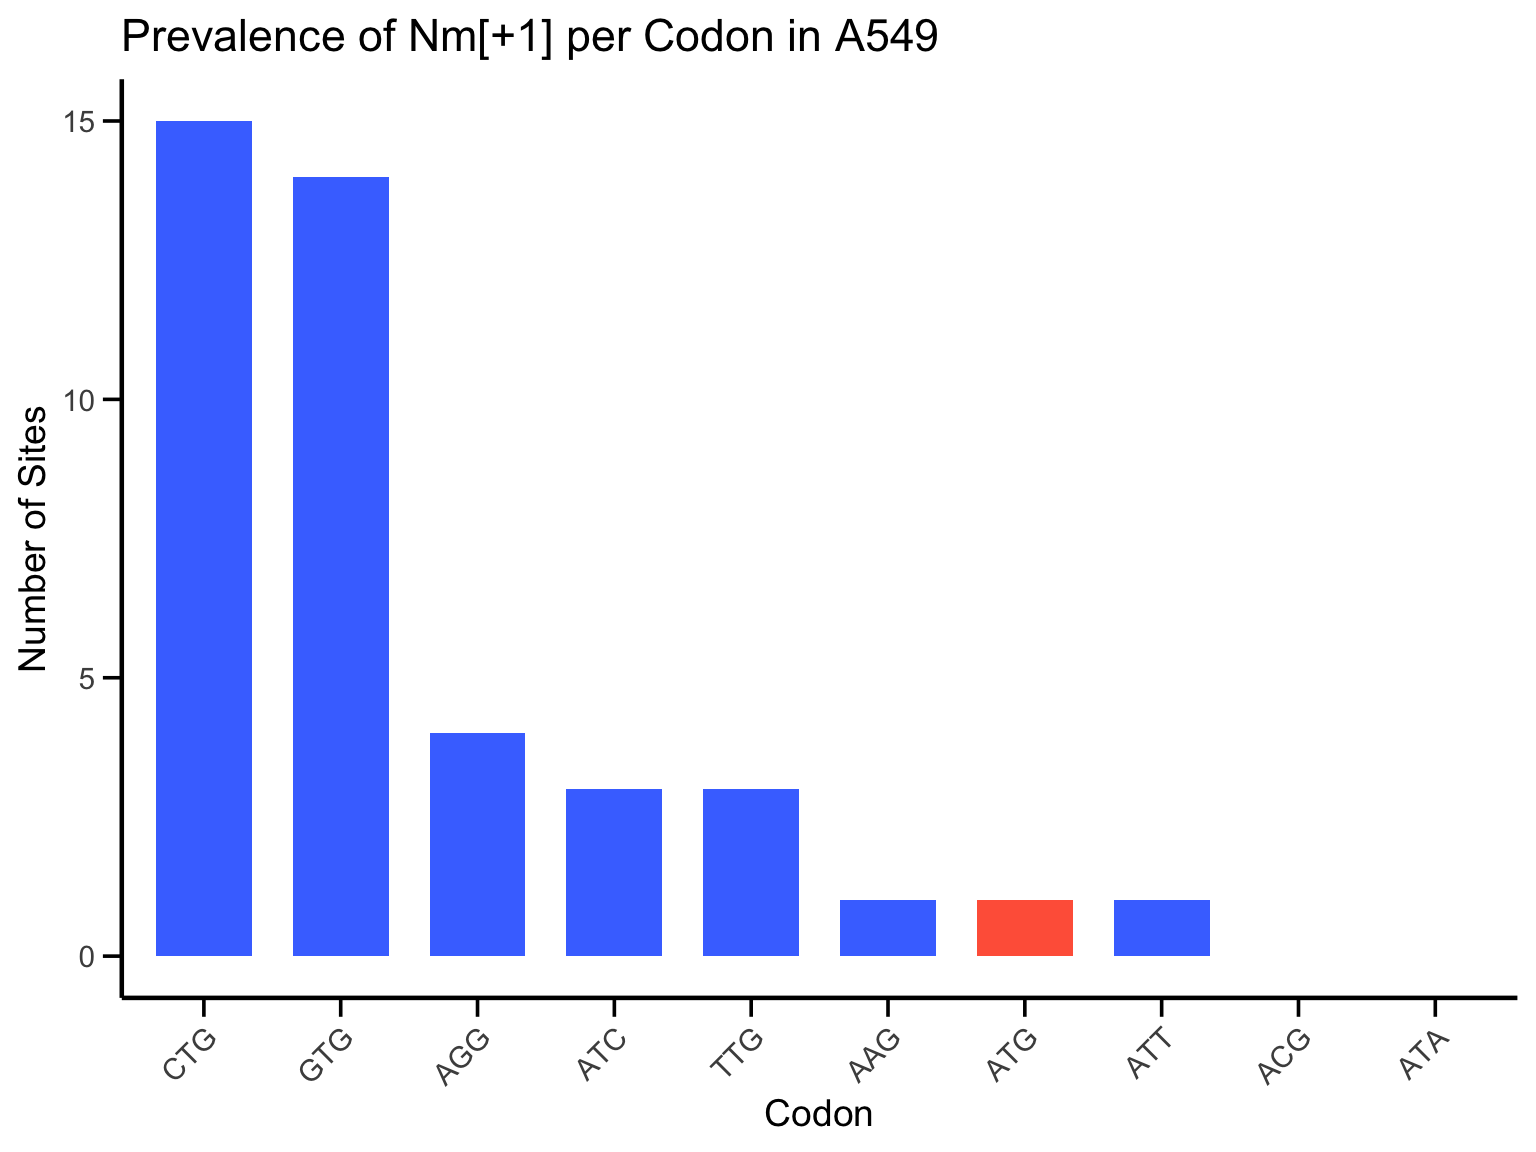 Prevalence of Nm[+1] per Codon in A549
Number of Sites
15
10
5
0
CTG
GTG
AGG
ATC
TTG
AAG
ATG
ATT
ACG
ATA
Codon